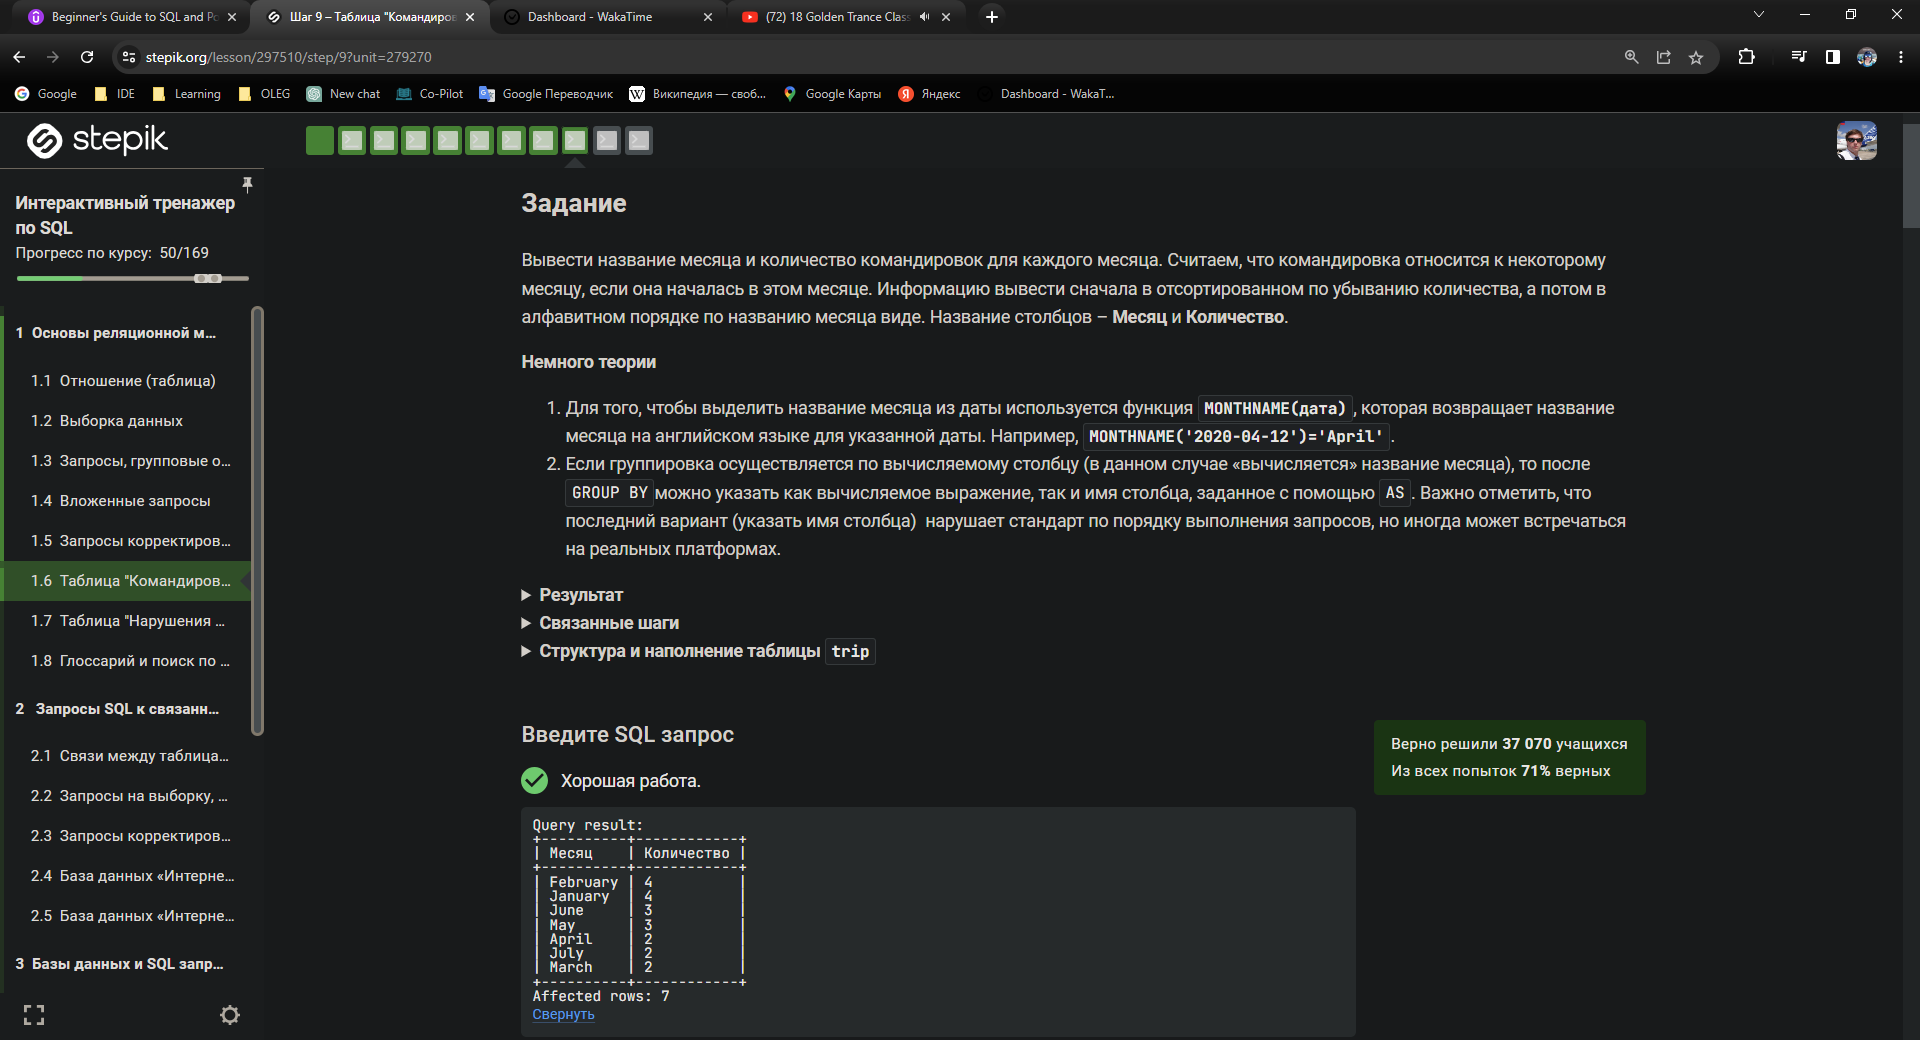 Beginner's Guide to SQL and Po
Шаг 9 – Таблица "Командиров
Dashboard - WakaTime
(72) 18 Golden Trance Clas
stepik.org/lesson/297510/step/9?unit=279270
Google
IDE
Learning
OLEG
New chat
Co-Pilot
Google Переводчик
Википедия — своб...
Google Карты
Яндекс
Dashboard - WakaT...
stepik
Интерактивный тренажер
по SQL
Прогресс по курсу: 50/169
1 Основы реляционной м...
1.1 Отношение (таблица)
1.2 Выборка данных
1.3 Запросы, групповые о...
1.4 Вложенные запросы
1.5 Запросы корректиров...
1.6 Таблица "Командиров...
1.7 Таблица "Нарушения ...
1.8 Глоссарий и поиск по ...
2 Запросы SQL к связанн...
2.1 Связи между таблица...
2.2 Запросы на выборку, ...
2.3 Запросы корректиров...
2.4 База данных «Интерне...
2.5 База данных «Интерне...
3 Базы данных и SQL запр...
Задание
Вывести название месяца и количество командировок для каждого месяца. Считаем, что командировка относится к некоторому
месяцу, если она началась в этом месяце. Информацию вывести сначала в отсортированном по убыванию количества, а потом в
алфавитном порядке по названию месяца виде. Название столбцов – Месяц и Количество.
Немного теории
1. Для того, чтобы выделить название месяца из даты используется функция MONTHNAME(дата), которая возвращает название
месяца на английском языке для указанной даты. Например, MONTHNAME('2020-04-12')='April'.
2. Если группировка осуществляется по вычисляемому столбцу (в данном случае «вычисляется» название месяца), то после
GROUP BY можно указать как вычисляемое выражение, так и имя столбца, заданное с помощью AS. Важно отметить, что
последний вариант (указать имя столбца) нарушает стандарт по порядку выполнения запросов, но иногда может встречаться
на реальных платформах.
Результат
Связанные шаги
Структура и наполнение таблицы trip
Введите SQL запрос
Верно решили 37 070 учащихся
Из всех попыток 71% верных
Хорошая работа.
Query result:
+----------+------------+
| Месяц    | Количество |
+----------+------------+
| February | 4          |
| January  | 4          |
| June     | 3          |
| May      | 3          |
| April    | 2          |
| July     | 2          |
| March    | 2          |
+----------+------------+
Affected rows: 7
Свернуть